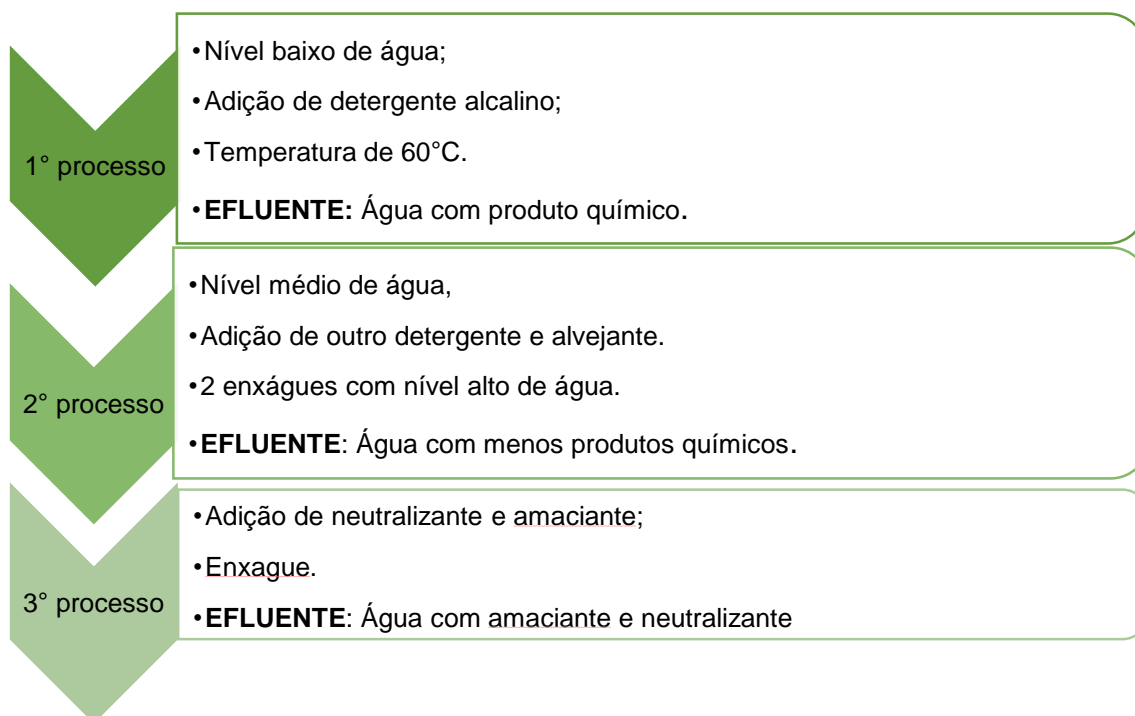 1° processo
•Nível baixo de água;
•Adição de detergente alcalino;
•Temperatura de 60°C.
•EFLUENTE: Água com produto químico.
2° processo
•Nível médio de água,
•Adição de outro detergente e alvejante.
•2 enxágues com nível alto de água.
•EFLUENTE: Água com menos produtos químicos.
3° processo
•Adição de neutralizante e amaciante;
•Enxague.
•EFLUENTE: Água com amaciante e neutralizante